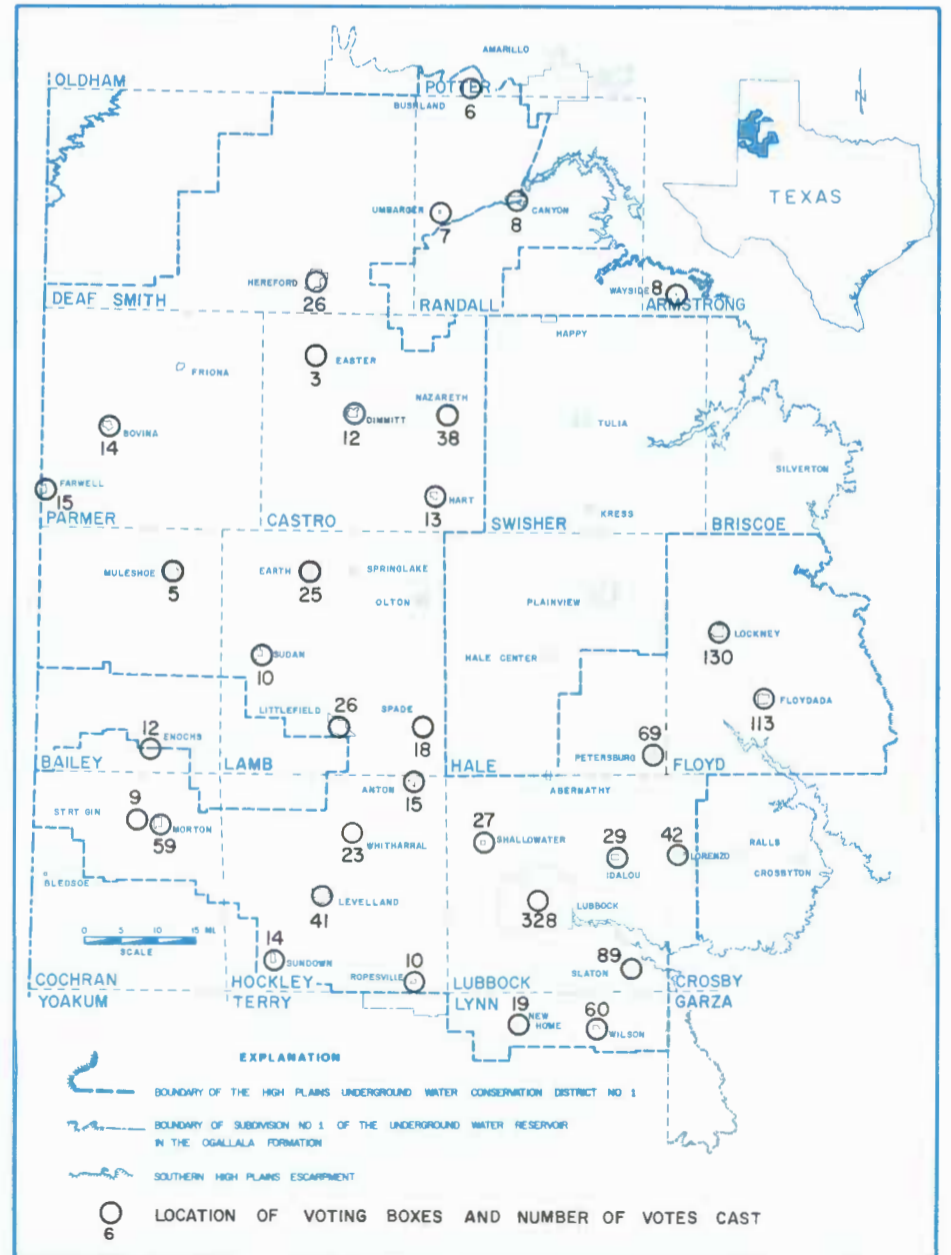 AMARILLO
OLDHAM
POTTER
BUSHLAND
6
N
TEXAS
UMBARGER
7
CANYON
8
HEREFORD
26
WAYSIDE
8
DEAF SMITH
RANDALL
ARMSTRONG
HAPPY
EASTER
3
FRIONA
NAZARETH
38
DIMMITT
12
BOVINA
14
TULIA
SILVERTON
FARWELL
15
HART
13
KRESS
PARMER
CASTRO
SWISHER
BRISCOE
MULESHOE
5
EARTH
25
SPRINGLAKE
OLTON
PLAINVIEW
LOCKNEY
130
SUDAN
10
HALE CENTER
LITTLEFIELD
26
SPADE
18
FLOYDADA
113
12
ENOCHS
69
PETERSBURG
BAILEY
LAMB
HALE
FLOYD
ANTON
15
ABERNATHY
9
STRT GIN
MORTON
59
WHITHARRAL
23
27
SHALLOWATER
29
IDALOU
42
LORENZO
RALLS
CROSBYTON
BLEDSOE
LEVELLAND
41
LUBBOCK
328
0 5 10 15 MI.
SCALE
14
SUNDOWN
ROPESVILLE
10
89
SLATON
COCHRAN
HOCKLEY
LUBBOCK
CROSBY
YOAKUM
TERRY
LYNN
GARZA
19
NEW
HOME
60
WILSON
EXPLANATION
BOUNDARY OF THE HIGH PLAINS UNDERGROUND WATER CONSERVATION DISTRICT NO 1
BOUNDARY OF SUBDIVISION NO 1 OF THE UNDERGROUND WATER RESERVOIR
IN THE OGALLALA FORMATION
SOUTHERN HIGH PLAINS ESCARPMENT
6
LOCATION OF VOTING BOXES AND NUMBER OF VOTES CAST